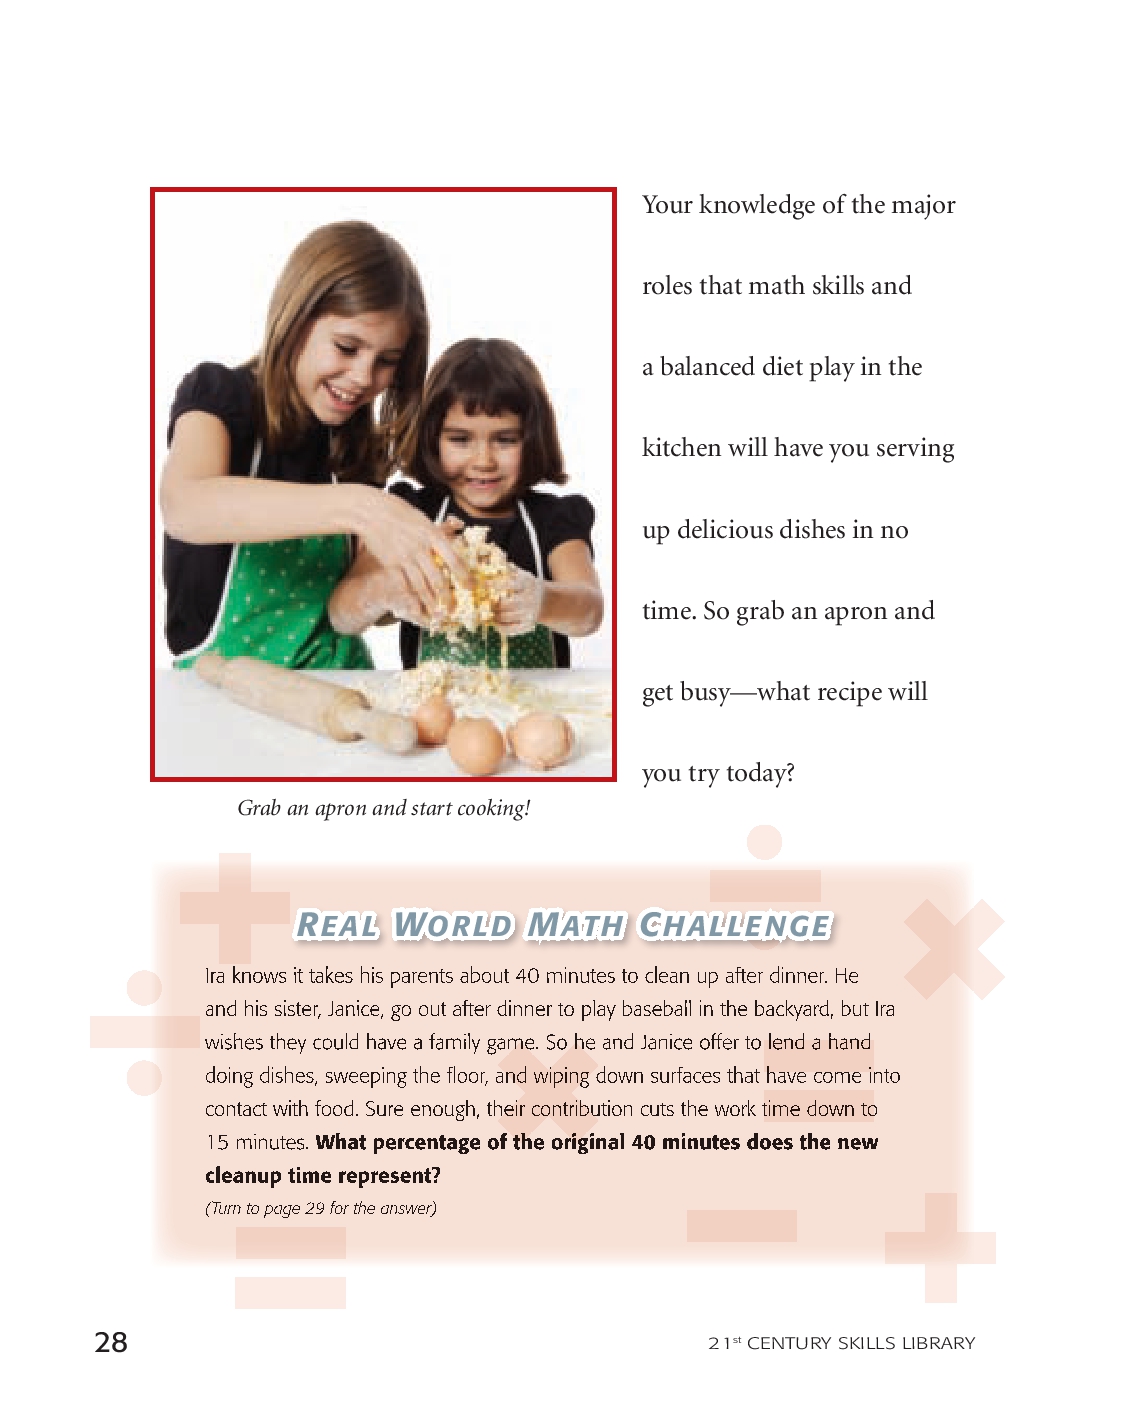 Your knowledge of the major
roles that math skills and
a balanced diet play in the
kitchen will have you serving
up delicious dishes in no
time. So grab an apron and
get busy—what recipe will
you try today?
Grab an apron and start cooking!
REAL WORLD MATH CHALLENGE
Ira knows it takes his parents about 40 minutes to clean up after dinner. He
and his sister, Janice, go out after dinner to play baseball in the backyard, but Ira
wishes they could have a family game. So he and Janice offer to lend a hand
doing dishes, sweeping the floor, and wiping down surfaces that have come into
contact with food. Sure enough, their contribution cuts the work time down to
15 minutes. What percentage of the original 40 minutes does the new
cleanup time represent?
(Turn to page 29 for the answer)
28
21st CENTURY SKILLS LIBRARY